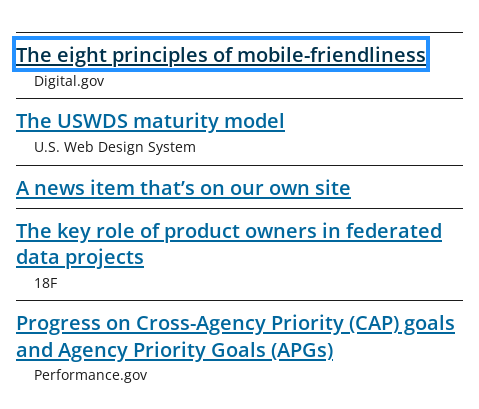 The eight principles of mobile-friendliness
Digital.gov
The USWDS maturity model
U.S. Web Design System
A news item that’s on our own site
The key role of product owners in federated
data projects
18F
Progress on Cross-Agency Priority (CAP) goals
and Agency Priority Goals (APGs)
Performance.gov